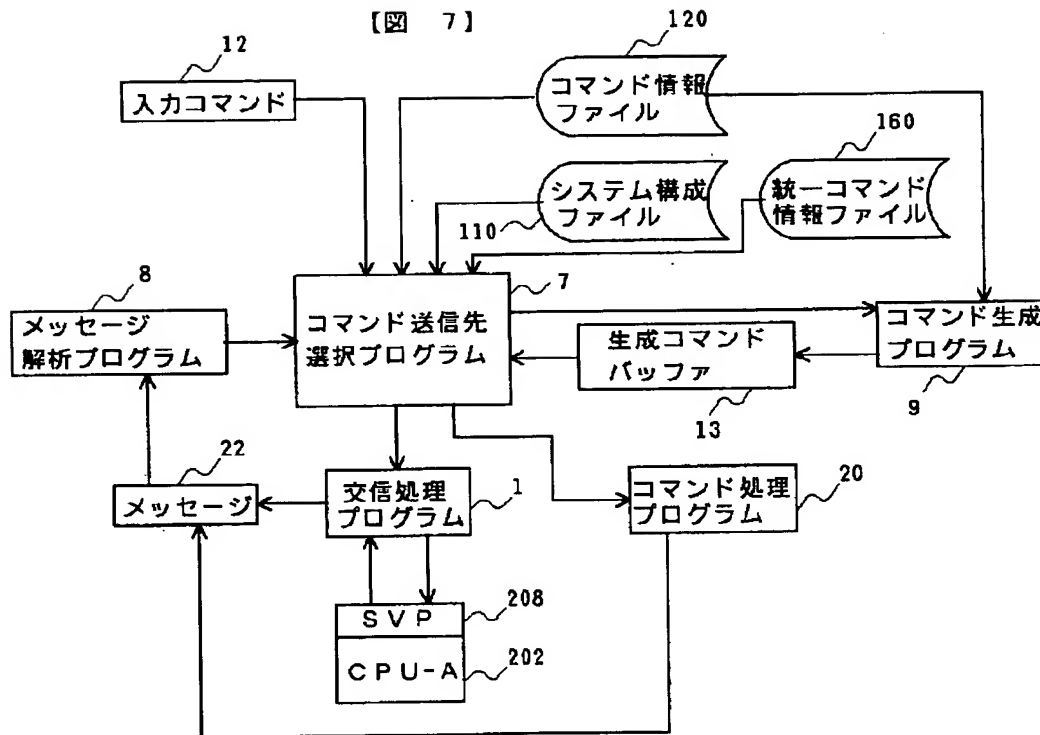 【図 7】
12
入力コマンド
120
コマンド情報
ファイル
160
システム構成
ファイル
110
統一コマンド
情報ファイル
8
メッセージ
解析プログラム
7
コマンド送信先
選択プログラム
生成コマンド
バッファ
13
コマンド生成
プログラム
9
22
メッセージ
交信処理
プログラム
1
コマンド処理
プログラム
20
SVP
208
CPU-A
202